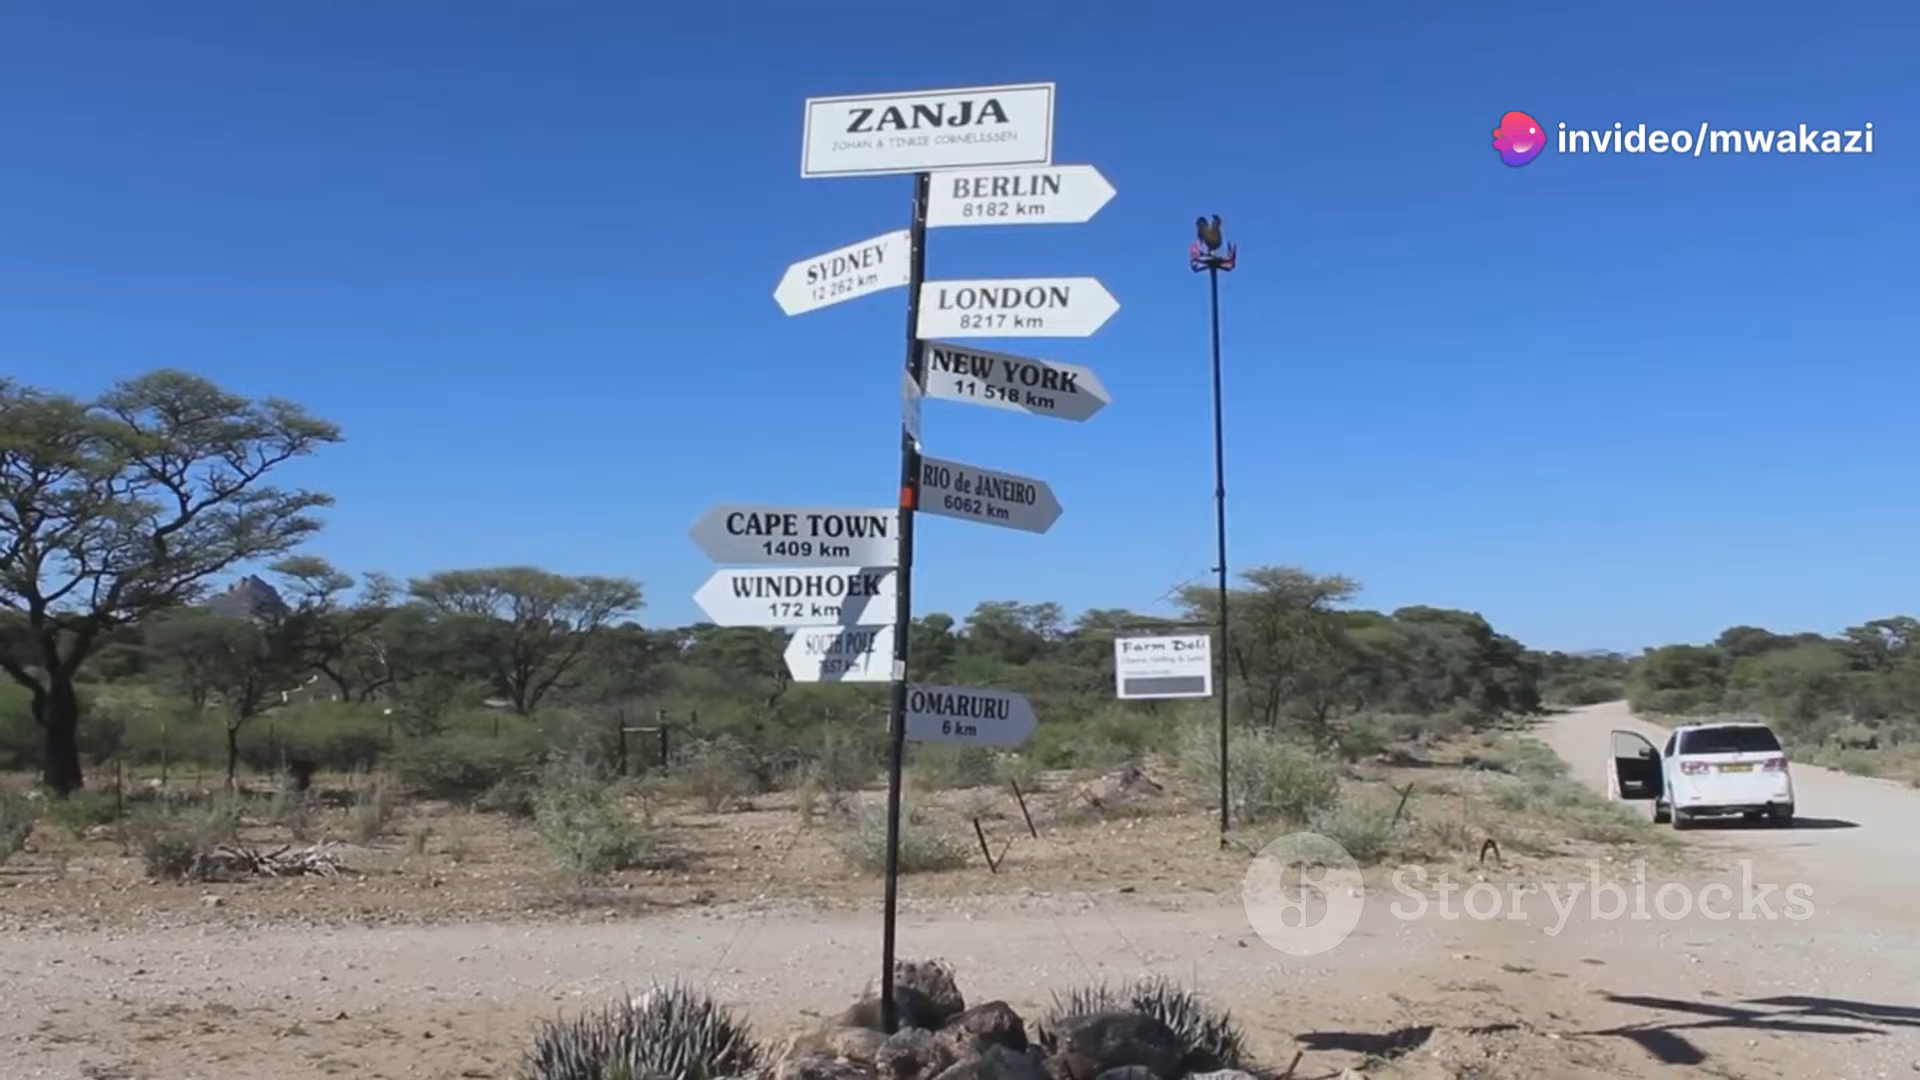 ZANJA
JOHAN & TINKIE CORNELISSEN
invideo/mwakazi
BERLIN
8182 km
SYDNEY
12 262 km
LONDON
8217 km
NEW YORK
11 518 km
RIO de JANEIRO
6062 km
CAPE TOWN
1409 km
WINDHOEK
172 km
SOUTH POLE
OMARURU
6 km
Farm Deli
Storyblocks